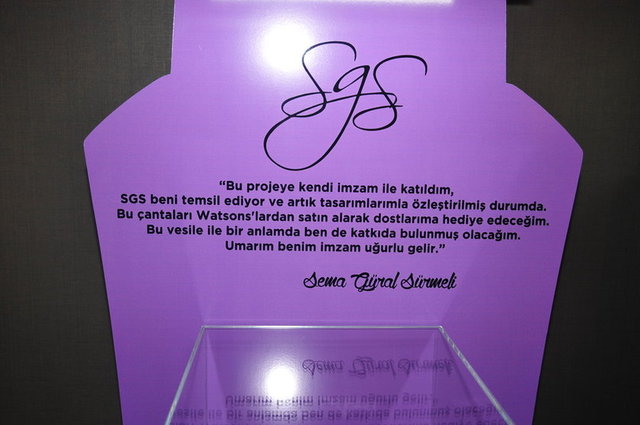 SgS
“Bu projeye kendi imzam ile katıldım,
SGS beni temsil ediyor ve artık tasarımlarımla özleştirilmiş durumda.
Bu çantaları Watsons'lardan satın alarak dostlarıma hediye edeceğim.
Bu vesile ile bir anlamda ben de katkıda bulunmuş olacağım.
Umarım benim imzam uğurlu gelir.”
Sema Güral Sürmeli